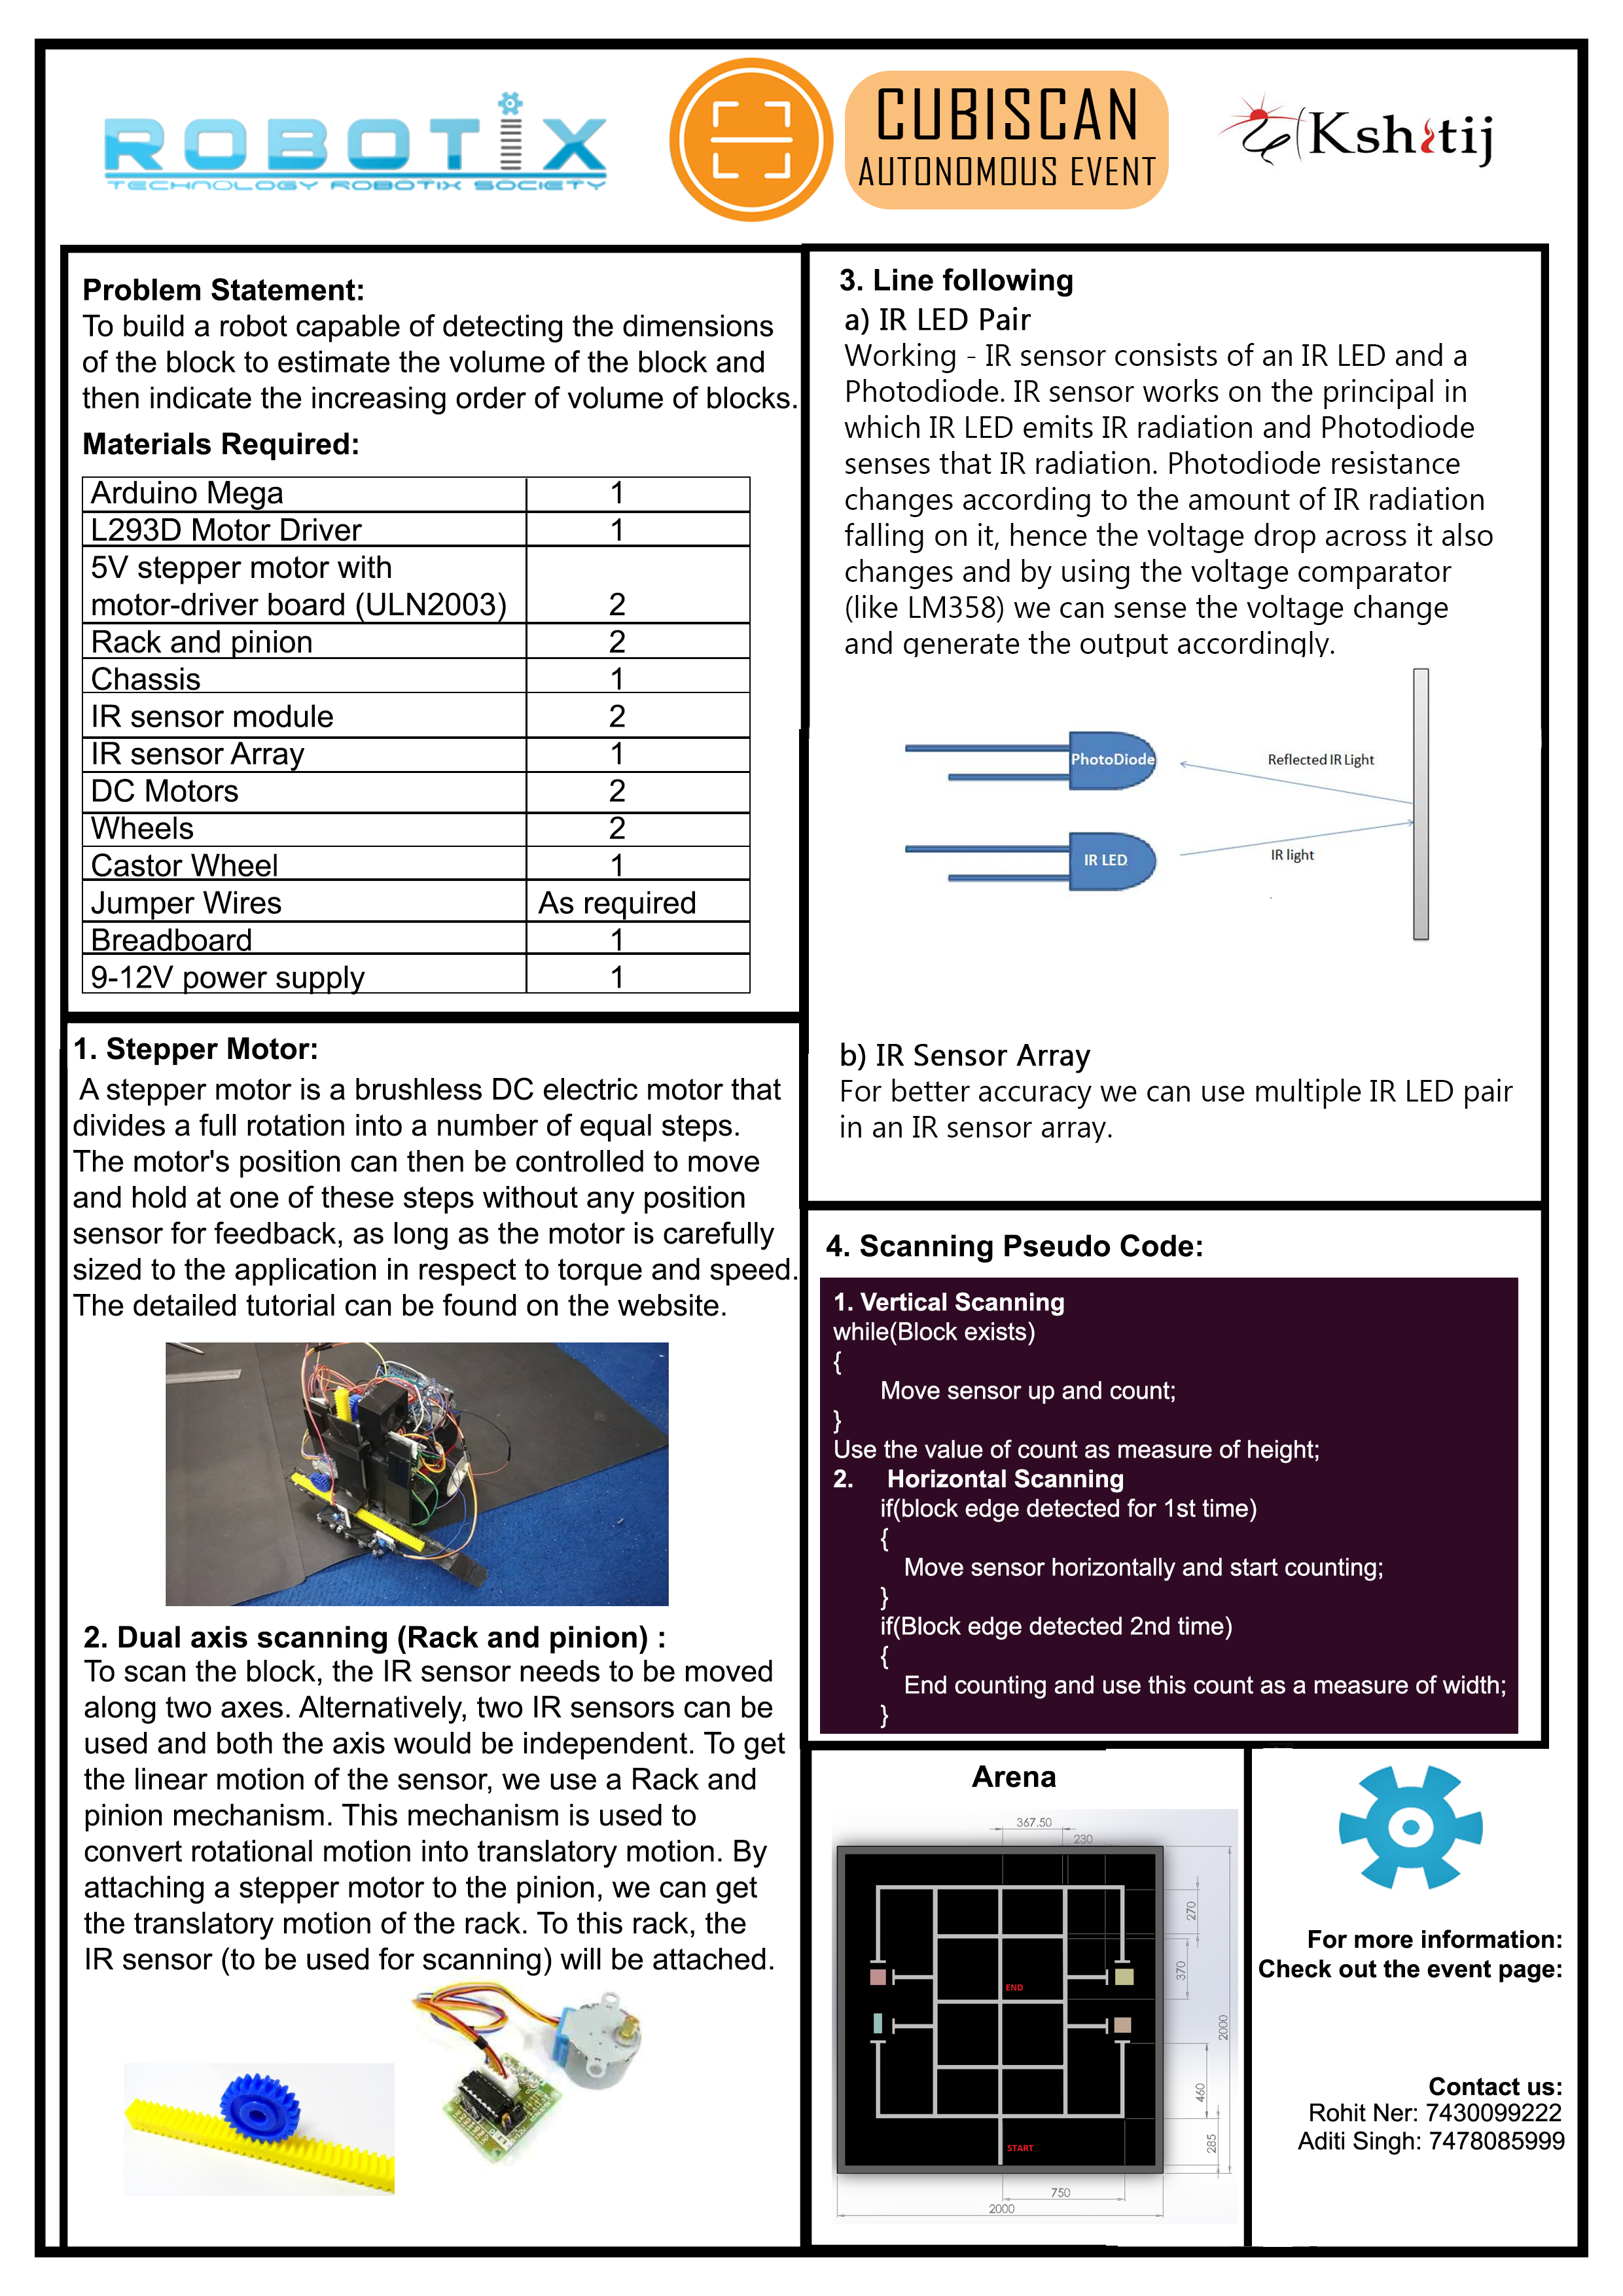 ROBOTIX
TECHNOLOGY ROBOTIX SOCIETY
CUBISCAN
AUTONOMOUS EVENT
Kshitij
Problem Statement:
To build a robot capable of detecting the dimensions
of the block to estimate the volume of the block and
then indicate the increasing order of volume of blocks.
Materials Required:
Arduino Mega 1
L293D Motor Driver 1
5V stepper motor with
motor-driver board (ULN2003) 2
Rack and pinion 2
Chassis 1
IR sensor module 2
IR sensor Array 1
DC Motors 2
Wheels 2
Castor Wheel 1
Jumper Wires As required
Breadboard 1
9-12V power supply 1
1. Stepper Motor:
A stepper motor is a brushless DC electric motor that
divides a full rotation into a number of equal steps.
The motor's position can then be controlled to move
and hold at one of these steps without any position
sensor for feedback, as long as the motor is carefully
sized to the application in respect to torque and speed.
The detailed tutorial can be found on the website.
2. Dual axis scanning (Rack and pinion) :
To scan the block, the IR sensor needs to be moved
along two axes. Alternatively, two IR sensors can be
used and both the axis would be independent. To get
the linear motion of the sensor, we use a Rack and
pinion mechanism. This mechanism is used to
convert rotational motion into translatory motion. By
attaching a stepper motor to the pinion, we can get
the translatory motion of the rack. To this rack, the
IR sensor (to be used for scanning) will be attached.
3. Line following
a) IR LED Pair
Working - IR sensor consists of an IR LED and a
Photodiode. IR sensor works on the principal in
which IR LED emits IR radiation and Photodiode
senses that IR radiation. Photodiode resistance
changes according to the amount of IR radiation
falling on it, hence the voltage drop across it also
changes and by using the voltage comparator
(like LM358) we can sense the voltage change
and generate the output accordingly.
PhotoDiode
Reflected IR Light
IR LED
IR light
b) IR Sensor Array
For better accuracy we can use multiple IR LED pair
in an IR sensor array.
4. Scanning Pseudo Code:
1. Vertical Scanning
while(Block exists)
{
Move sensor up and count;
}
Use the value of count as measure of height;
2. Horizontal Scanning
if(block edge detected for 1st time)
{
Move sensor horizontally and start counting;
}
if(Block edge detected 2nd time)
{
End counting and use this count as a measure of width;
}
Arena
367.50
230
270
370
2000
460
285
END
START
750
2000
For more information:
Check out the event page:
Contact us:
Rohit Ner: 7430099222
Aditi Singh: 7478085999